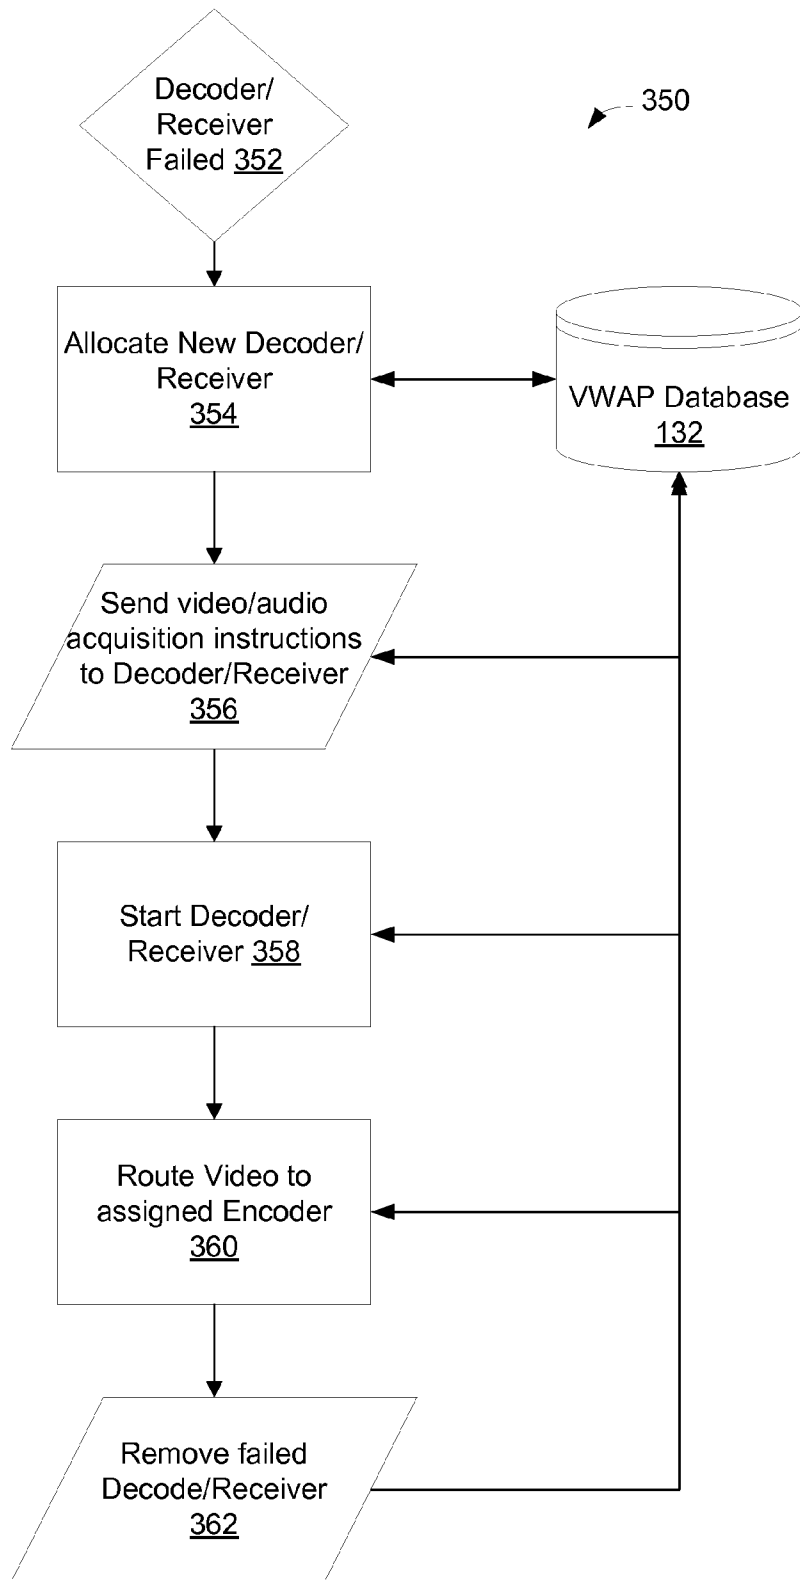 Decoder/
Receiver
Failed 352
350
Allocate New Decoder/
Receiver
354
VWAP Database
132
Send video/audio
acquisition instructions
to Decoder/Receiver
356
Start Decoder/
Receiver 358
Route Video to
assigned Encoder
360
Remove failed
Decode/Receiver
362